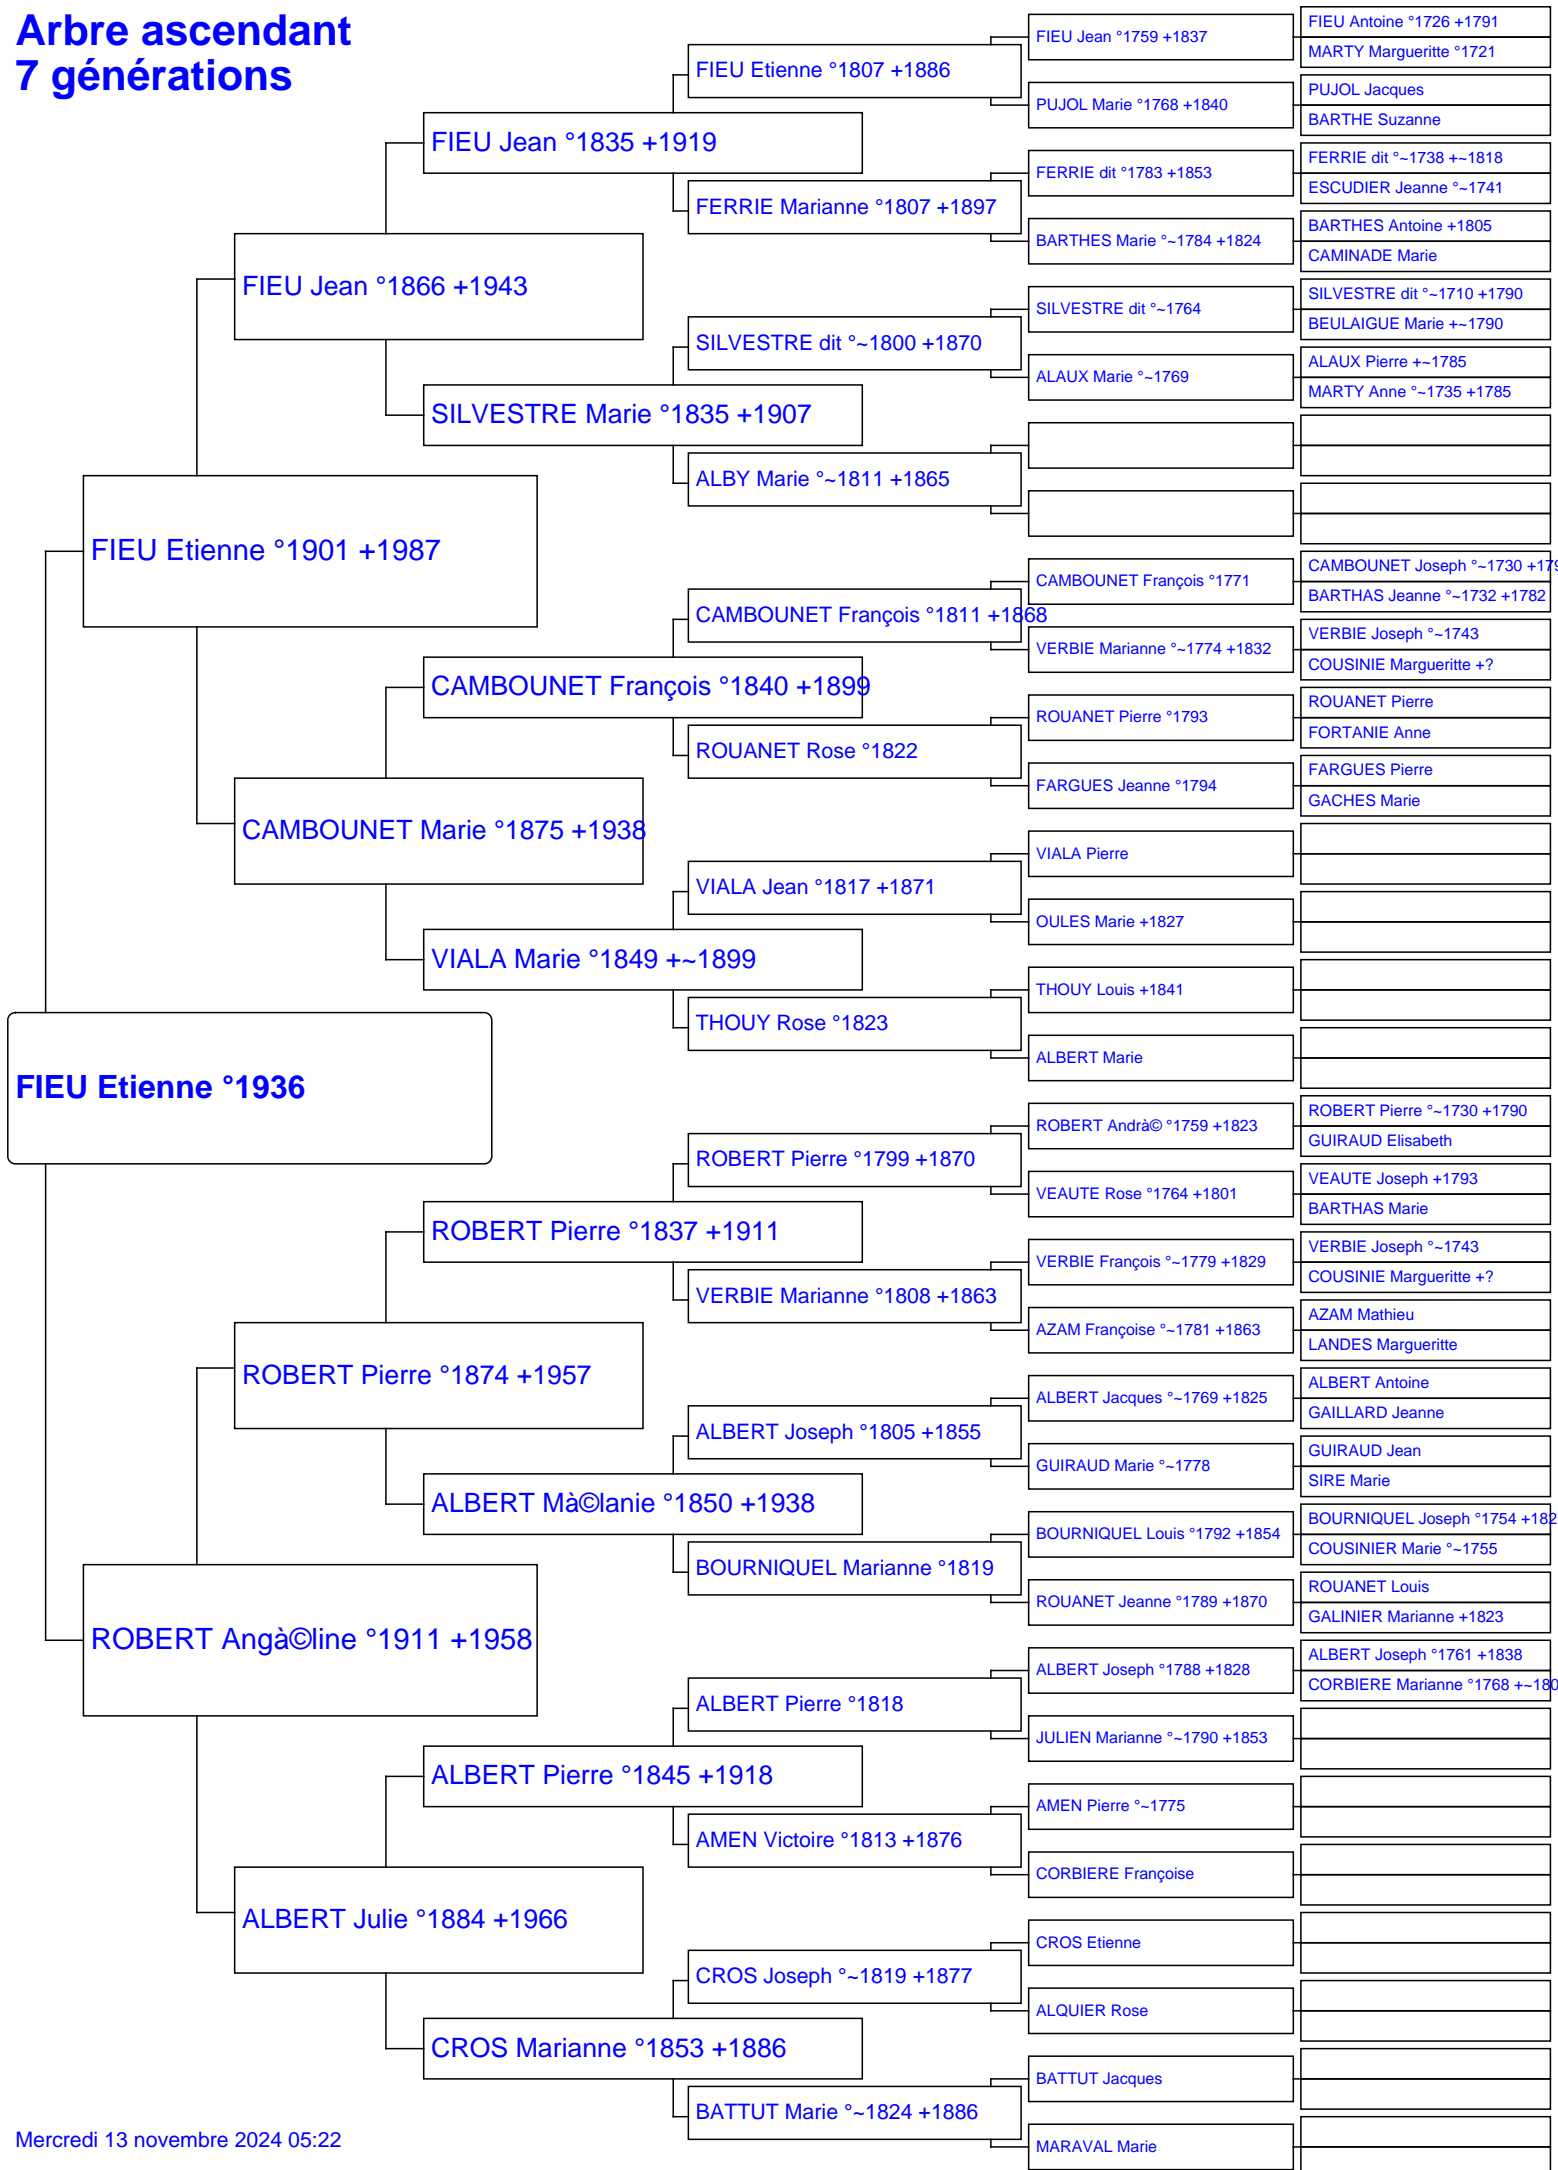 Arbre ascendant
7 générations
FIEU Etienne °1936
FIEU Etienne °1901 +1987
ROBERT Angà©line °1911 +1958
FIEU Jean °1866 +1943
CAMBOUNET Marie °1875 +1938
ROBERT Pierre °1874 +1957
ALBERT Julie °1884 +1966
FIEU Jean °1835 +1919
SILVESTRE Marie °1835 +1907
CAMBOUNET François °1840 +1899
VIALA Marie °1849 +~1899
ROBERT Pierre °1837 +1911
ALBERT Mà©lanie °1850 +1938
ALBERT Pierre °1845 +1918
CROS Marianne °1853 +1886
FIEU Etienne °1807 +1886
FERRIE Marianne °1807 +1897
SILVESTRE dit °~1800 +1870
ALBY Marie °~1811 +1865
CAMBOUNET François °1811 +1868
ROUANET Rose °1822
VIALA Jean °1817 +1871
THOUY Rose °1823
ROBERT Pierre °1799 +1870
VERBIE Marianne °1808 +1863
ALBERT Joseph °1805 +1855
BOURNIQUEL Marianne °1819
ALBERT Pierre °1818
AMEN Victoire °1813 +1876
CROS Joseph °~1819 +1877
BATTUT Marie °~1824 +1886
FIEU Jean °1759 +1837
PUJOL Marie °1768 +1840
FERRIE dit °1783 +1853
BARTHES Marie °~1784 +1824
SILVESTRE dit °~1764
ALAUX Marie °~1769
CAMBOUNET François °1771
VERBIE Marianne °~1774 +1832
ROUANET Pierre °1793
FARGUES Jeanne °1794
VIALA Pierre
OULES Marie +1827
THOUY Louis +1841
ALBERT Marie
ROBERT Andrà© °1759 +1823
VEAUTE Rose °1764 +1801
VERBIE François °~1779 +1829
AZAM Françoise °~1781 +1863
ALBERT Jacques °~1769 +1825
GUIRAUD Marie °~1778
BOURNIQUEL Louis °1792 +1854
ROUANET Jeanne °1789 +1870
ALBERT Joseph °1788 +1828
JULIEN Marianne °~1790 +1853
AMEN Pierre °~1775
CORBIERE Françoise
CROS Etienne
ALQUIER Rose
BATTUT Jacques
MARAVAL Marie
FIEU Antoine °1726 +1791
MARTY Margueritte °1721
PUJOL Jacques
BARTHE Suzanne
FERRIE dit °~1738 +~1818
ESCUDIER Jeanne °~1741
BARTHES Antoine +1805
CAMINADE Marie
SILVESTRE dit °~1710 +1790
BEULAIGUE Marie +~1790
ALAUX Pierre +~1785
MARTY Anne °~1735 +1785
CAMBOUNET Joseph °~1730
BARTHAS Jeanne °~1732 +1782
VERBIE Joseph °~1743
COUSINIE Margueritte +?
ROUANET Pierre
FORTANIE Anne
FARGUES Pierre
GACHES Marie
ROBERT Pierre °~1730 +1790
GUIRAUD Elisabeth
VEAUTE Joseph +1793
BARTHAS Marie
VERBIE Joseph °~1743
COUSINIE Margueritte +?
AZAM Mathieu
LANDES Margueritte
ALBERT Antoine
GAILLARD Jeanne
GUIRAUD Jean
SIRE Marie
BOURNIQUEL Joseph °1754 +182
COUSINIER Marie °~1755
ROUANET Louis
GALINIER Marianne +1823
ALBERT Joseph °1761 +1838
CORBIERE Marianne °1768 +~180
Mercredi 13 novembre 2024 05:22